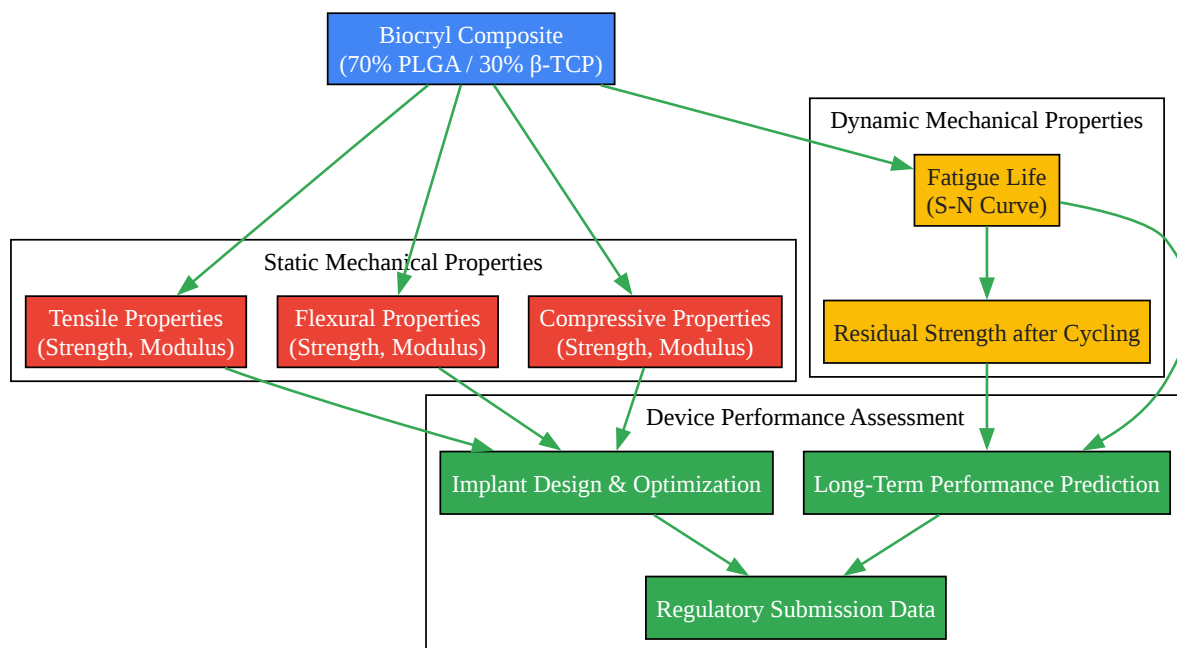 Biocryl Composite
(70% PLGA / 30% β-TCP)
Dynamic Mechanical Properties
Fatigue Life
(S-N Curve)
Static Mechanical Properties
Tensile Properties
(Strength, Modulus)
Flexural Properties
(Strength, Modulus)
Compressive Properties
(Strength, Modulus)
Residual Strength after Cycling
Device Performance Assessment
Implant Design & Optimization
Long-Term Performance Prediction
Regulatory Submission Data